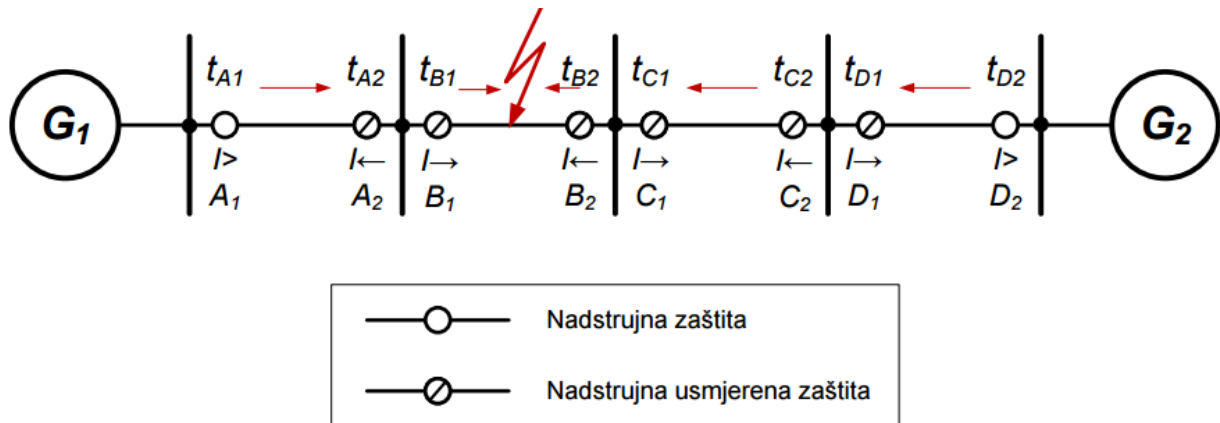 tA1 tA2 tB1 tB2 tC1 tC2 tD1 tD2
G1 G2
I> I← I→ I← I→ I← I→ I>
A1 A2 B1 B2 C1 C2 D1 D2
Nadstrujna zaštita
Nadstrujna usmjerena zaštita